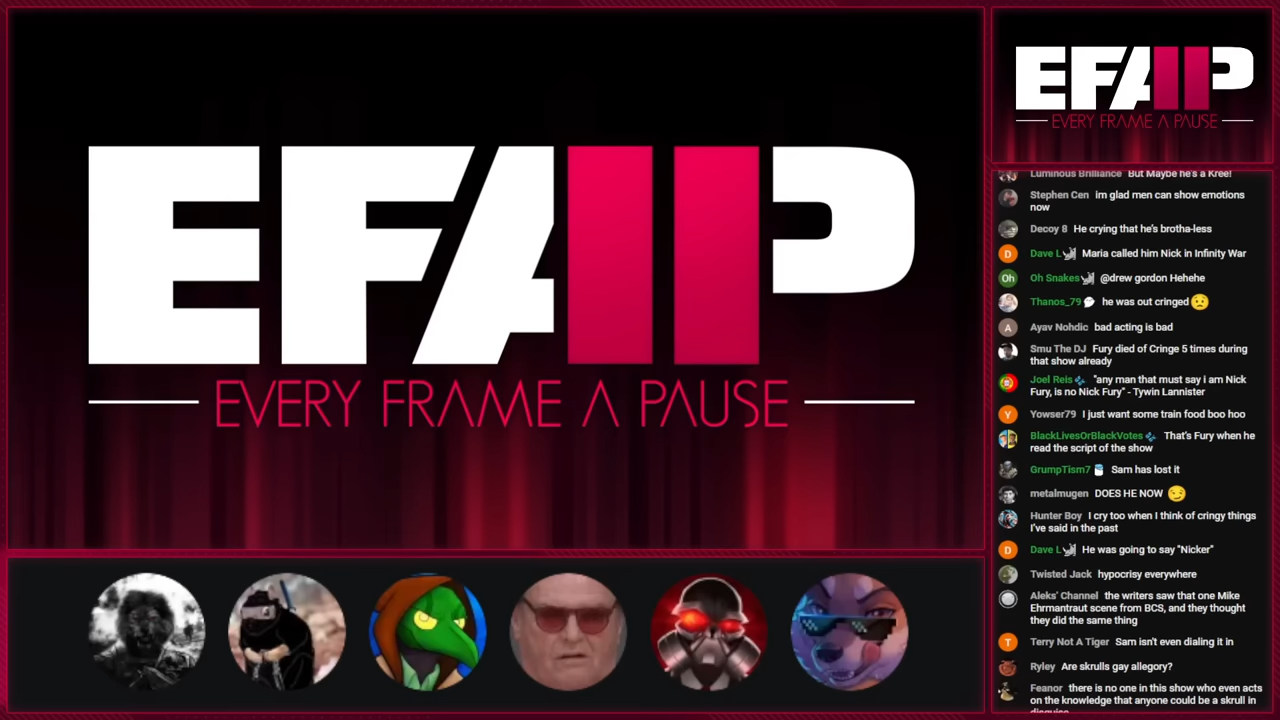 EFAP
EVERY FRAME A PAUSE
EFAP
EVERY FRAME A PAUSE
Luminous Brilliance But Maybe he's a Kree!
Stephen Cen im glad men can show emotions
now
Decoy 8 He crying that he's brotha-less
D Dave L Maria called him Nick in Infinity War
Oh Oh Snakes @drew gordon Hehehe
Thanos_79 he was out cringed
A Ayav Nohdic bad acting is bad
Smu The DJ Fury died of Cringe 5 times during
that show already
Joel Reis "any man that must say i am Nick
Fury, is no Nick Fury" - Tywin Lannister
Y Yowser79 I just want some train food boo hoo
BlackLivesOrBlackVotes That's Fury when he
read the script of the show
GrumpTism7 Sam has lost it
metalmugen DOES HE NOW
Hunter Boy I cry too when I think of cringy things
I've said in the past
D Dave L He was going to say "Nicker"
Twisted Jack hypocrisy everywhere
Aleks' Channel the writers saw that one Mike
Ehrmantraut scene from BCS, and they thought
they did the same thing
T Terry Not A Tiger Sam isn't even dialing it in
Ryley Are skrulls gay allegory?
Feanor there is no one in this show who even acts
on the knowledge that anyone could be a skrull in
disguise